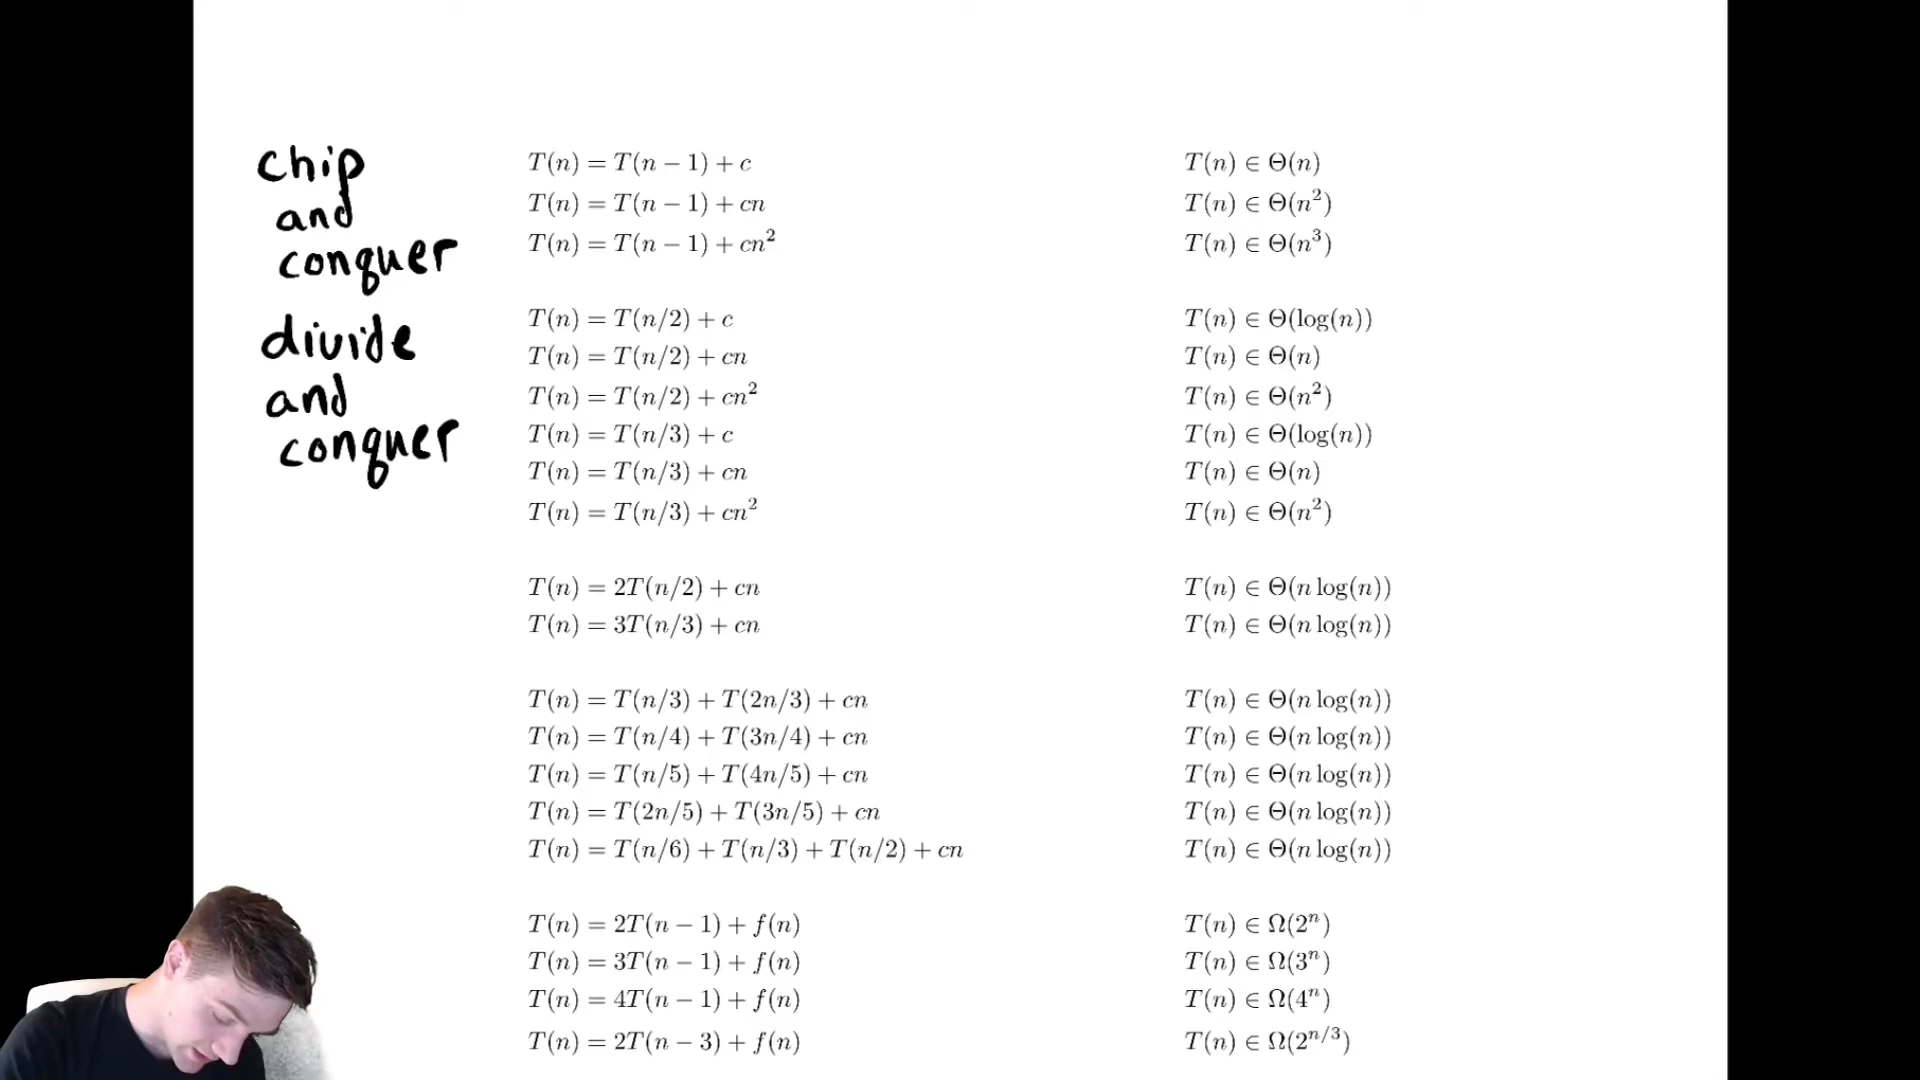 chip
and
conquer
T(n) = T(n − 1) + c T(n) ∈ Θ(n)
T(n) = T(n − 1) + cn T(n) ∈ Θ(n²)
T(n) = T(n − 1) + cn² T(n) ∈ Θ(n³)
divide
and
conquer
T(n) = T(n/2) + c T(n) ∈ Θ(log(n))
T(n) = T(n/2) + cn T(n) ∈ Θ(n)
T(n) = T(n/2) + cn² T(n) ∈ Θ(n²)
T(n) = T(n/3) + c T(n) ∈ Θ(log(n))
T(n) = T(n/3) + cn T(n) ∈ Θ(n)
T(n) = T(n/3) + cn² T(n) ∈ Θ(n²)
T(n) = 2T(n/2) + cn T(n) ∈ Θ(n log(n))
T(n) = 3T(n/3) + cn T(n) ∈ Θ(n log(n))
T(n) = T(n/3) + T(2n/3) + cn T(n) ∈ Θ(n log(n))
T(n) = T(n/4) + T(3n/4) + cn T(n) ∈ Θ(n log(n))
T(n) = T(n/5) + T(4n/5) + cn T(n) ∈ Θ(n log(n))
T(n) = T(2n/5) + T(3n/5) + cn T(n) ∈ Θ(n log(n))
T(n) = T(n/6) + T(n/3) + T(n/2) + cn T(n) ∈ Θ(n log(n))
T(n) = 2T(n − 1) + f(n) T(n) ∈ Ω(2ⁿ)
T(n) = 3T(n − 1) + f(n) T(n) ∈ Ω(3ⁿ)
T(n) = 4T(n − 1) + f(n) T(n) ∈ Ω(4ⁿ)
T(n) = 2T(n − 3) + f(n) T(n) ∈ Ω(2^{n/3})